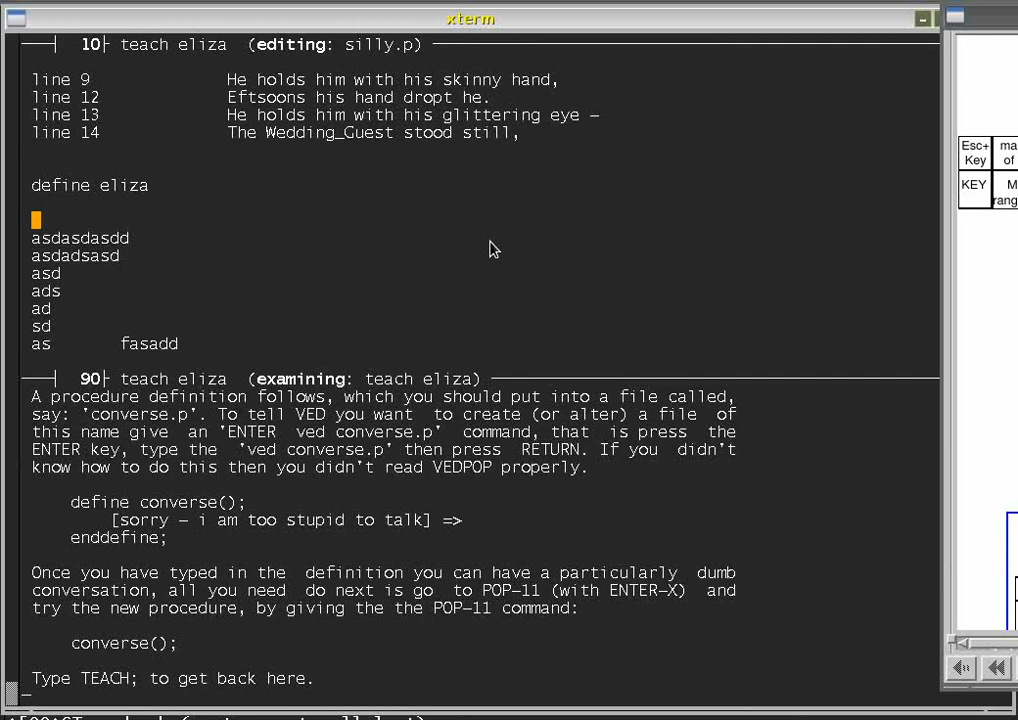 xterm
10 teach eliza (editing: silly.p)
line 9 He holds him with his skinny hand,
line 12 Eftsoons his hand dropt he.
line 13 He holds him with his glittering eye -
line 14 The Wedding_Guest stood still,
define eliza
asdasdasdd
asdadsasd
asd
ads
ad
sd
as fasadd
90 teach eliza (examining: teach eliza)
A procedure definition follows, which you should put into a file called,
say: 'converse.p'. To tell VED you want to create (or alter) a file of
this name give an 'ENTER ved converse.p' command, that is press the
ENTER key, type the 've​d converse.p' then press RETURN. If you didn't
know how to do this then you didn't read VEDPOP properly.
define converse();
[sorry - i am too stupid to talk] =>
enddefine;
Once you have typed in the definition you can have a particularly dumb
conversation, all you need do next is go to POP-11 (with ENTER-X) and
try the new procedure, by giving the the POP-11 command:
converse();
Type TEACH; to get back here.
Esc+ ma
Key of
KEY M
rang